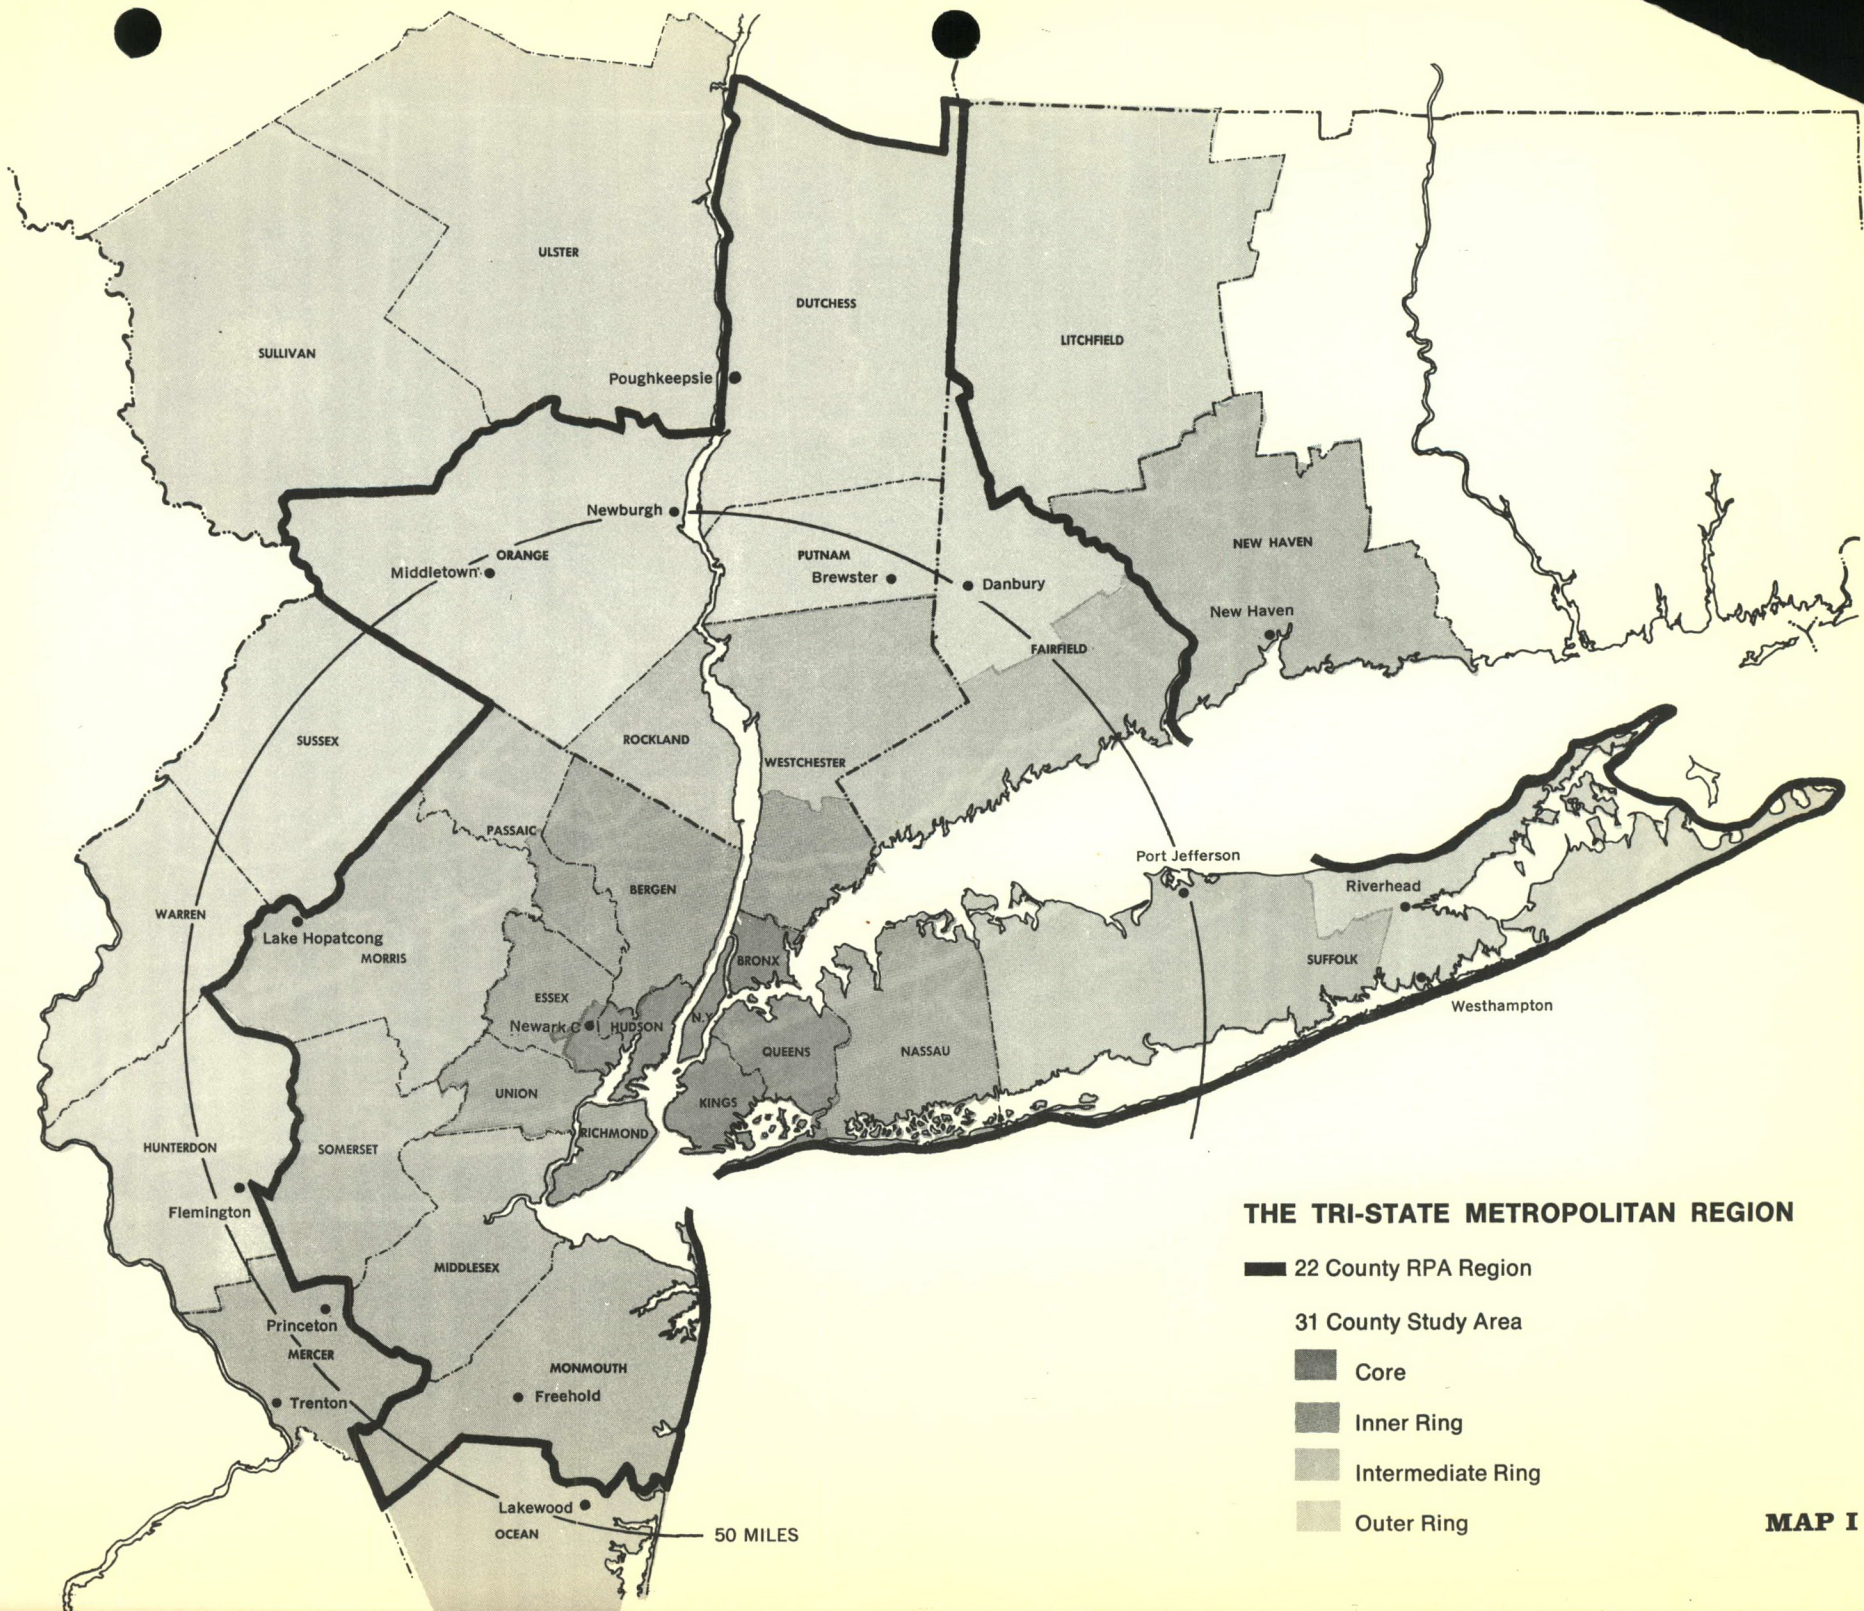 ULSTER
DUTCHESS
SULLIVAN
LITCHFIELD
Poughkeepsie
Newburgh
ORANGE
Middletown
PUTNAM
Brewster
Danbury
NEW HAVEN
New Haven
FAIRFIELD
SUSSEX
ROCKLAND
WESTCHESTER
PASSAIC
Port Jefferson
BERGEN
Riverhead
WARREN
Lake Hopatcong
MORRIS
BRONX
SUFFOLK
ESSEX
Westhampton
Newark
HUDSON
N.Y.
QUEENS
NASSAU
UNION
KINGS
RICHMOND
HUNTERDON
SOMERSET
Flemington
THE TRI-STATE METROPOLITAN REGION
MIDDLESEX
22 County RPA Region
Princeton
31 County Study Area
MERCER
MONMOUTH
Core
Freehold
Trenton
Inner Ring
Intermediate Ring
Lakewood
Outer Ring
MAP I
OCEAN
50 MILES